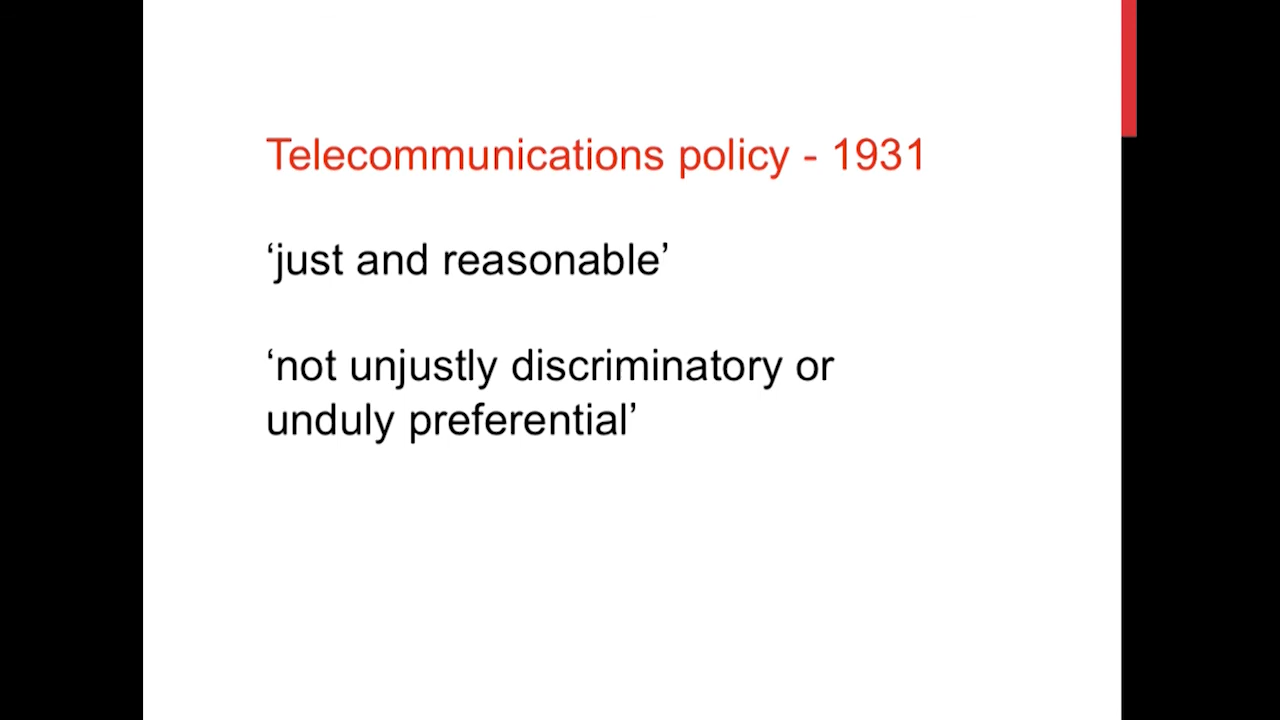 Telecommunications policy - 1931
‘just and reasonable’
‘not unjustly discriminatory or
unduly preferential’